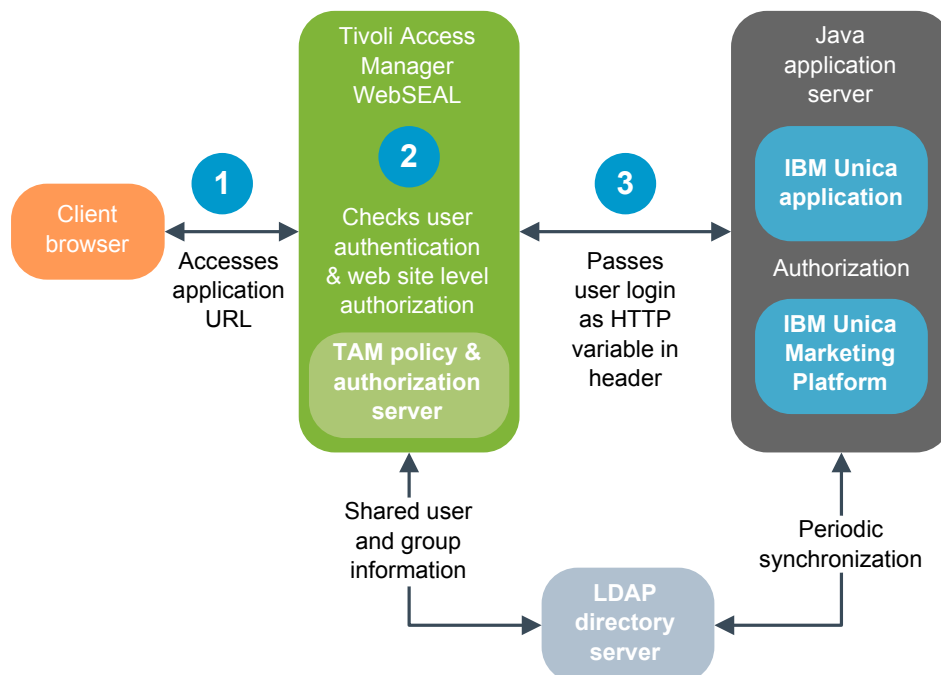 Tivoli Access
Manager
WebSEAL
2
Checks user
authentication
& web site level
authorization
TAM policy &
authorization
server
Java
application
server
IBM Unica
application
Authorization
IBM Unica
Marketing
Platform
Client
browser
1
Accesses
application
URL
3
Passes
user login
as HTTP
variable in
header
Shared user
and group
information
Periodic
synchronization
LDAP
directory
server